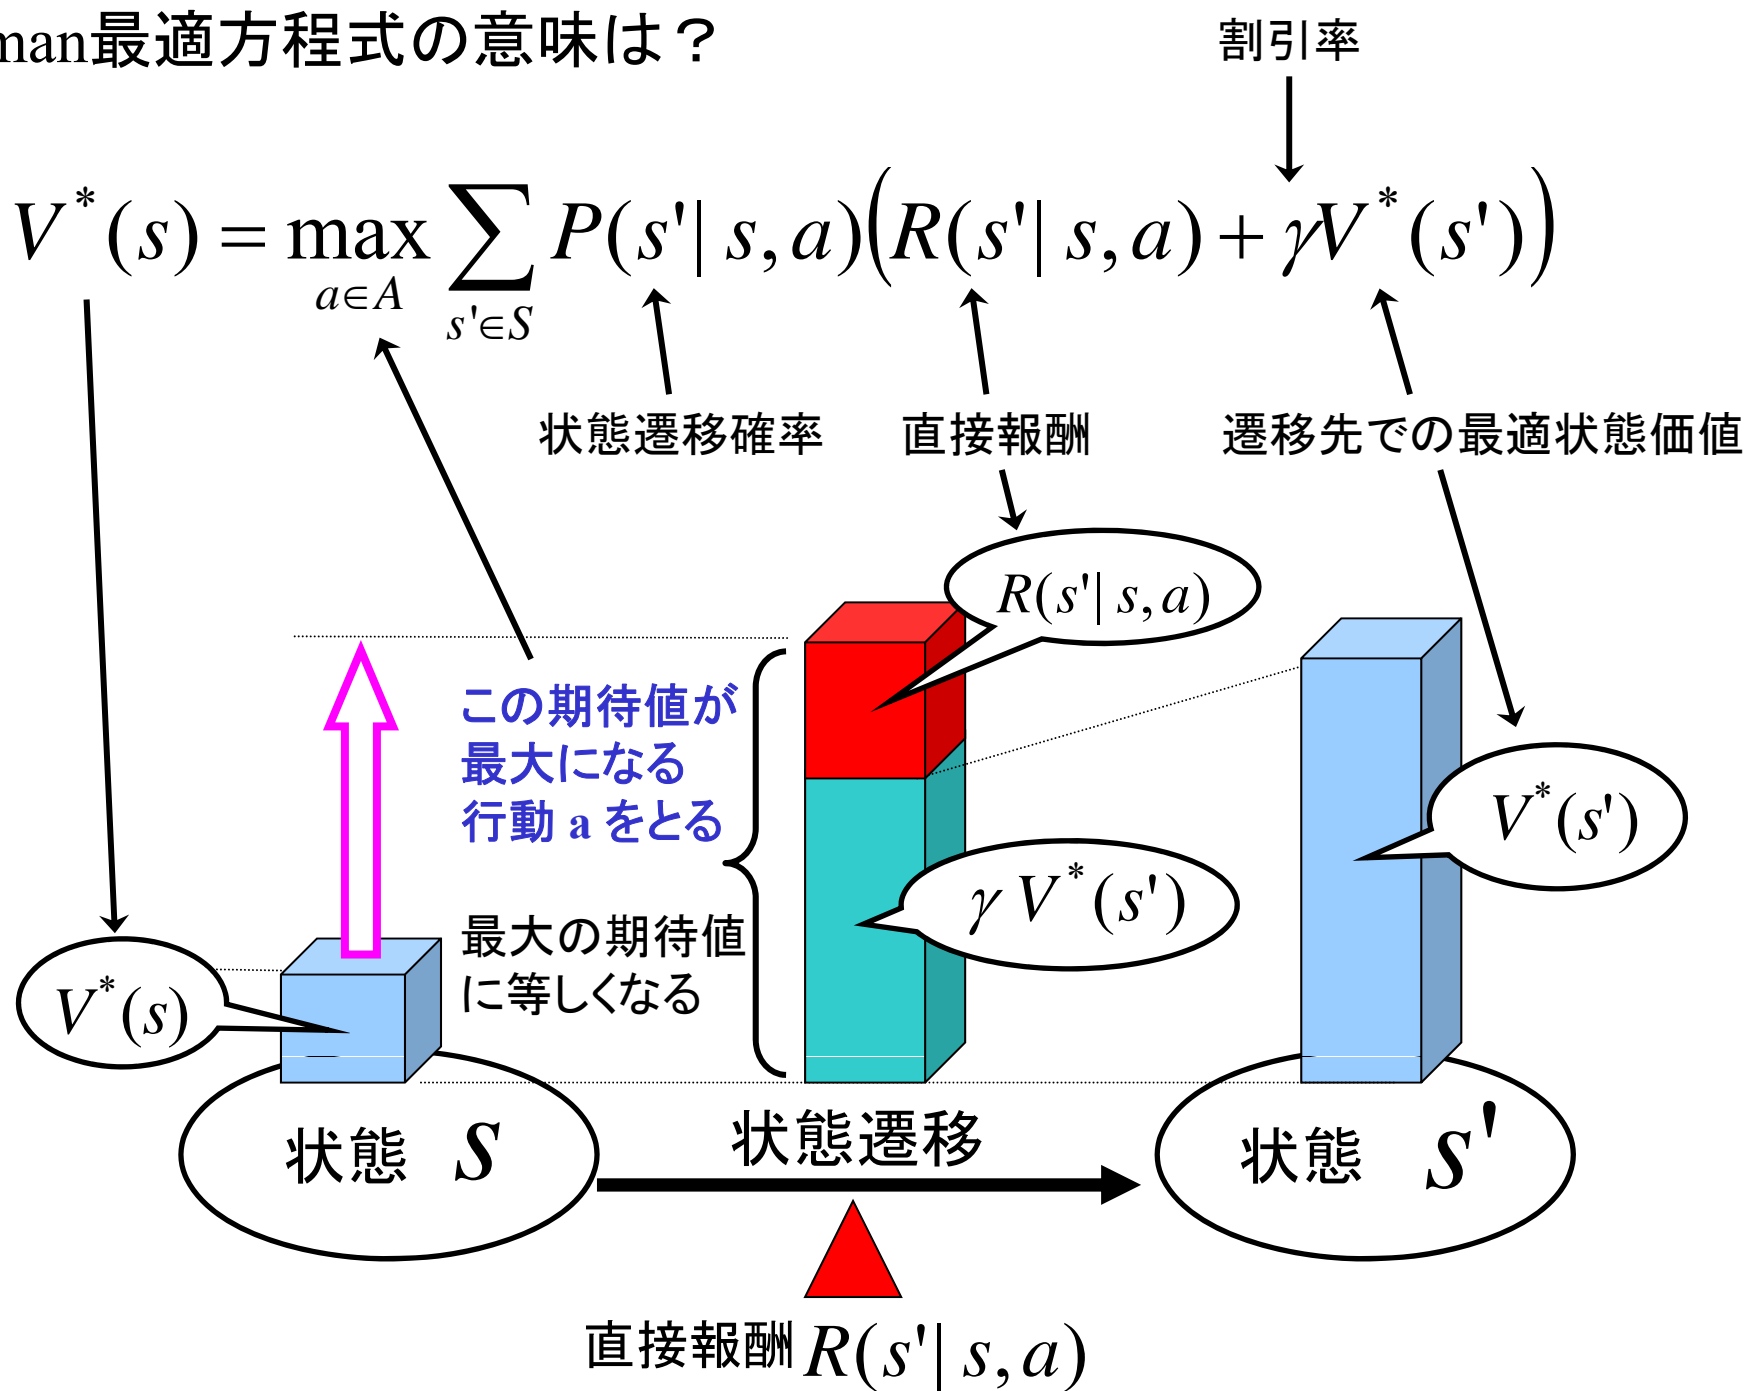 man最適方程式の意味は？
割引率
V*(s) = max a∈A ∑ s'∈S P(s'| s, a)(R(s'| s, a) + γV*(s'))
状態遷移確率
直接報酬
遷移先での最適状態価値
R(s'| s, a)
この期待値が
最大になる
行動 a をとる
V*(s')
γ V*(s')
最大の期待値
に等しくなる
V*(s)
状態遷移
状態 s
状態 s'
直接報酬 R(s'| s, a)